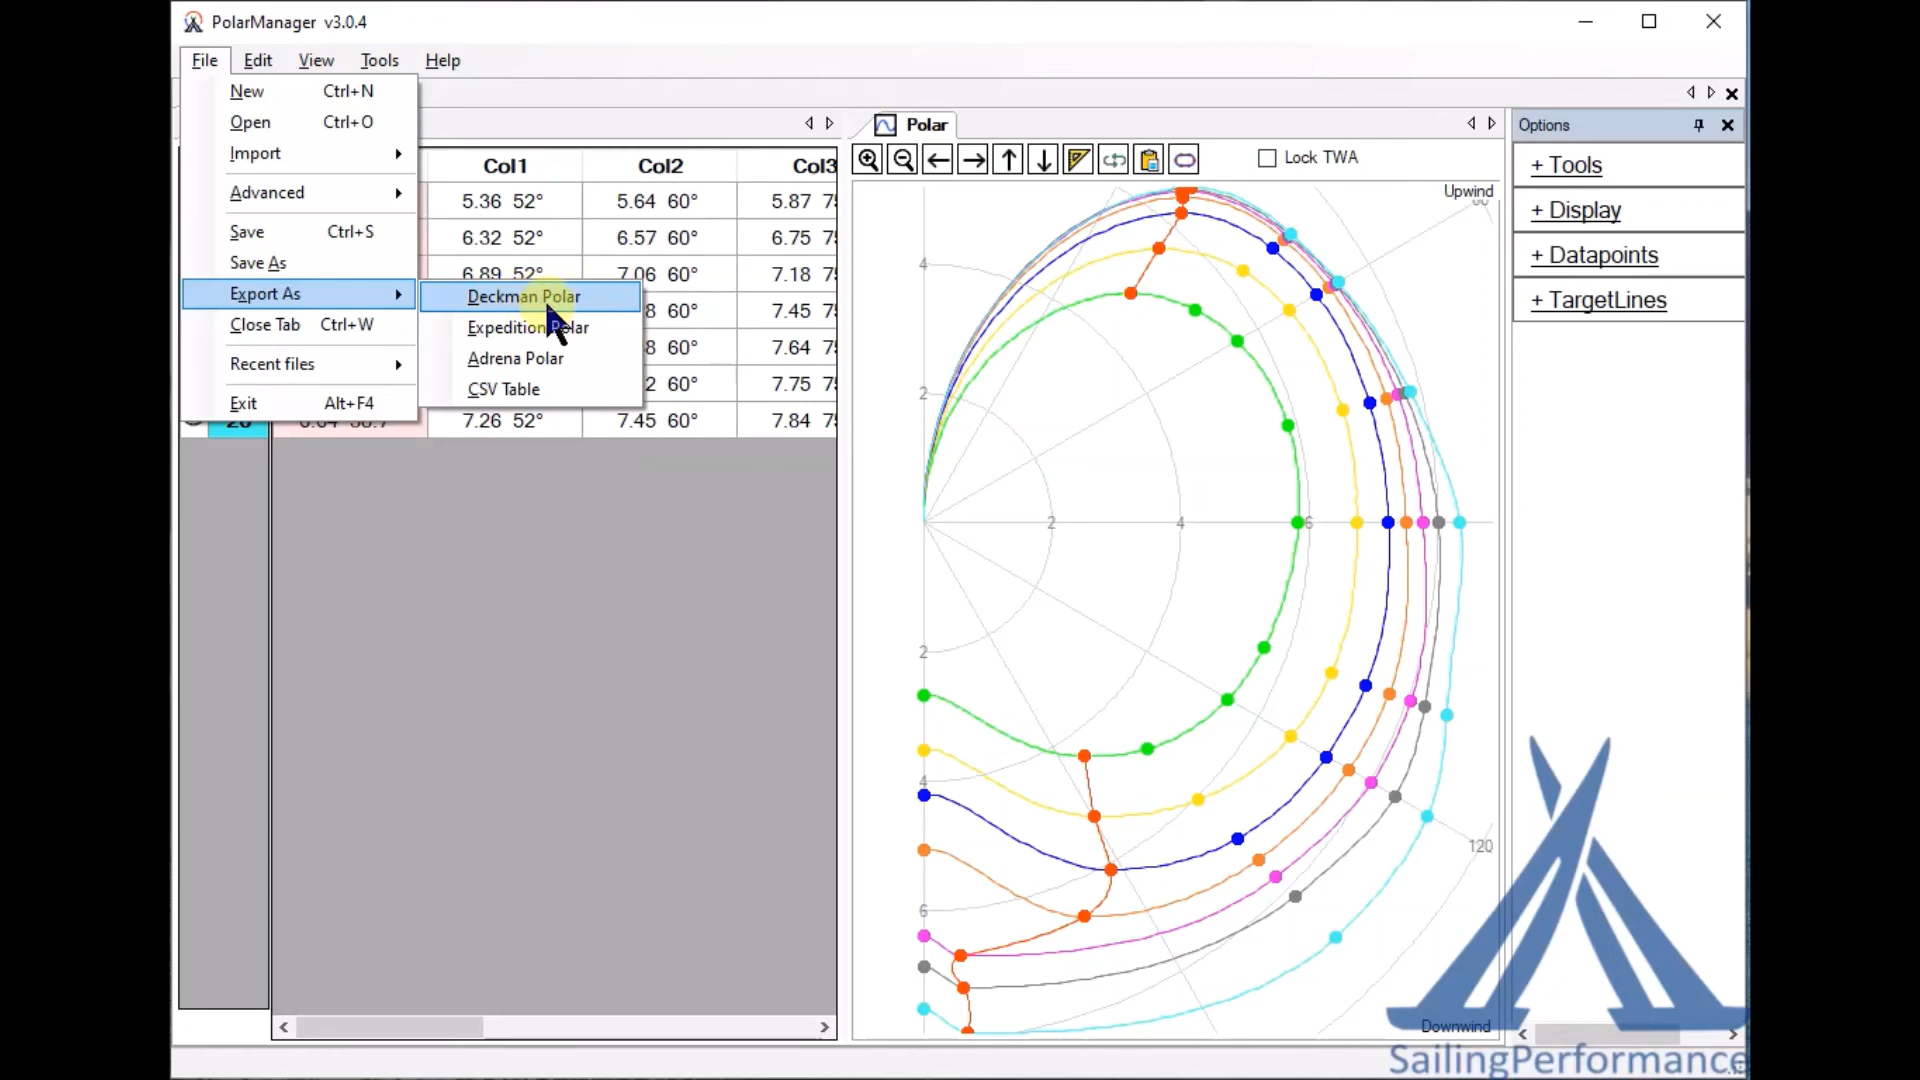 PolarManager v3.0.4
File Edit View Tools Help
New Ctrl+N
Open Ctrl+O
Import
Advanced
Save Ctrl+S
Save As
Export As
Close Tab Ctrl+W
Recent files
Exit Alt+F4
Deckman Polar
Expedition Polar
Adrena Polar
CSV Table
Col1 Col2 Col3
5.36 52° 5.64 60° 5.87
6.32 52° 6.57 60° 6.75
6.89 52° 7.06 60° 7.18
60° 7.45
60° 7.64
60° 7.75
7.26 52° 7.45 60° 7.84
Polar
Lock TWA
Upwind
60
4
2
2 4 6
2
4
6
120
Downwind
Options
+ Tools
+ Display
+ Datapoints
+ TargetLines
SailingPerformance